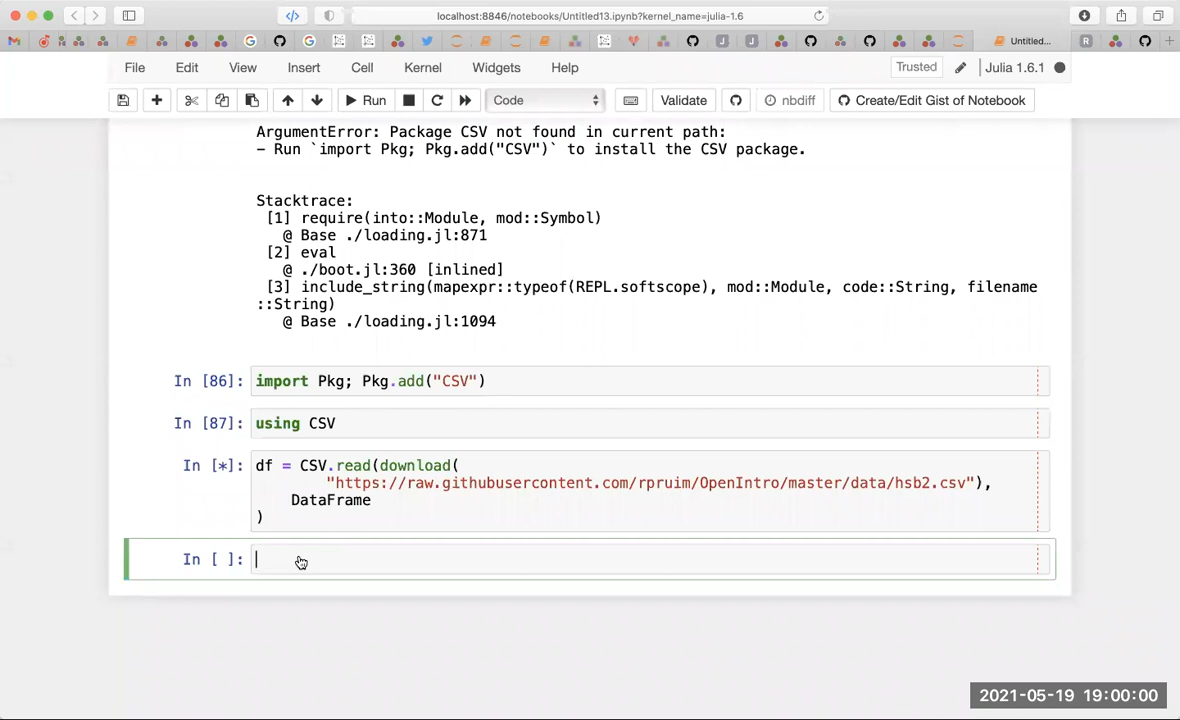 localhost:8846/notebooks/Untitled13.ipynb?kernel_name=julia-1.6
Untitled...
File Edit View Insert Cell Kernel Widgets Help Trusted Julia 1.6.1
Run Code Validate nbdiff Create/Edit Gist of Notebook
ArgumentError: Package CSV not found in current path:
- Run `import Pkg; Pkg.add("CSV")` to install the CSV package.
Stacktrace:
[1] require(into::Module, mod::Symbol)
@ Base ./loading.jl:871
[2] eval
@ ./boot.jl:360 [inlined]
[3] include_string(mapexpr::typeof(REPL.softscope), mod::Module, code::String, filename
::String)
@ Base ./loading.jl:1094
In [86]: import Pkg; Pkg.add("CSV")
In [87]: using CSV
In [*]: df = CSV.read(download(
"https://raw.githubusercontent.com/rpruim/OpenIntro/master/data/hsb2.csv"),
DataFrame
)
In [ ]:
2021-05-19 19:00:00